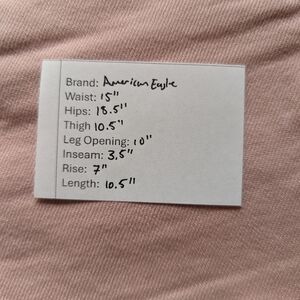 Brand: American Eagle
Waist: 15"
Hips: 18.5"
Thigh 10.5"
Leg Opening: 10"
Inseam: 3.5"
Rise: 7"
Length: 10.5"